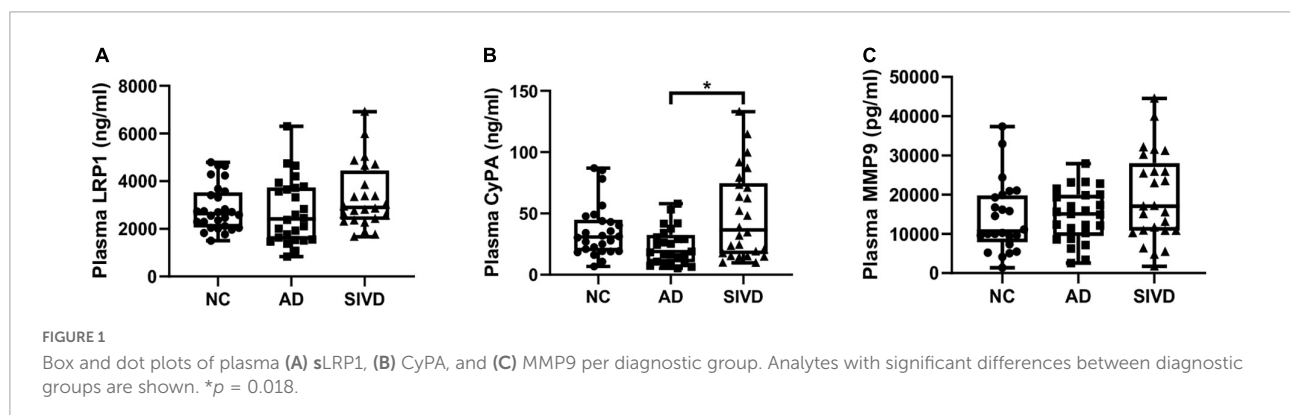 A
Plasma LRP1 (ng/ml)
8000
6000
4000
2000
0
NC AD SIVD
B
Plasma CyPA (ng/ml)
150
100
50
0
*
NC AD SIVD
C
Plasma MMP9 (pg/ml)
50000
40000
30000
20000
10000
0
NC AD SIVD
FIGURE 1
Box and dot plots of plasma (A) sLRP1, (B) CyPA, and (C) MMP9 per diagnostic group. Analytes with significant differences between diagnostic
groups are shown. *p = 0.018.